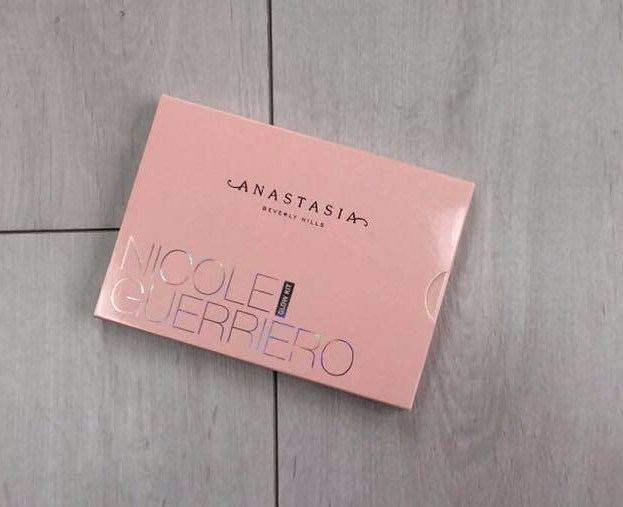 ANASTASIA
BEVERLY HILLS
NICOLE
GUERRIERO
GLOW KIT